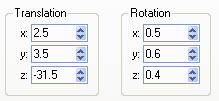 Translation
x: 2.5
y: 3.5
z: -31.5
Rotation
x: 0.5
y: 0.6
z: 0.4